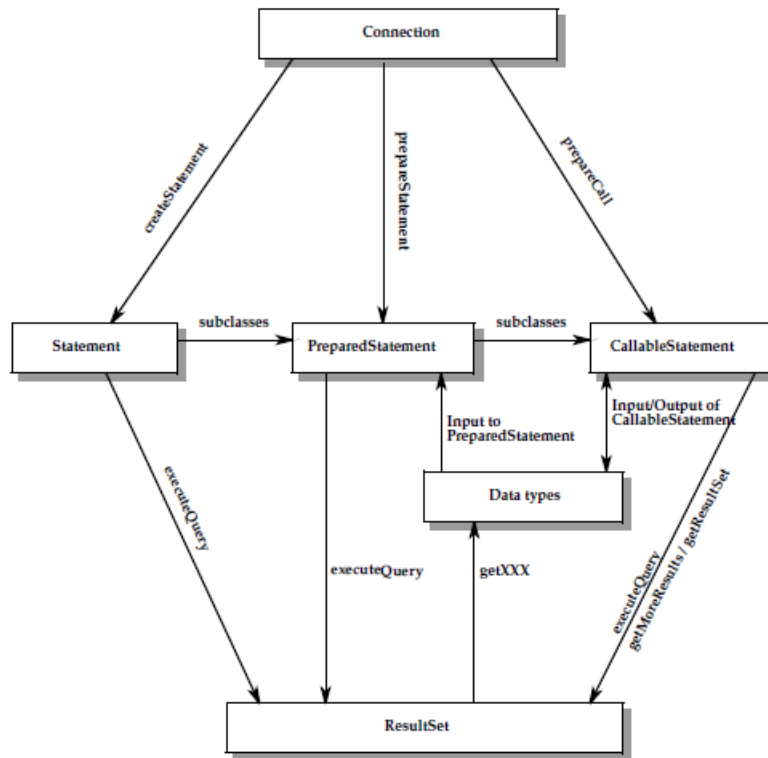 Connection
createStatement
prepareStatement
prepareCall
subclasses
subclasses
Statement
PreparedStatement
CallableStatement
Input to
PreparedStatement
Input/Output of
CallableStatement
Data types
executeQuery
executeQuery
getXXX
executeQuery
getMoreResults / getResultSet
ResultSet